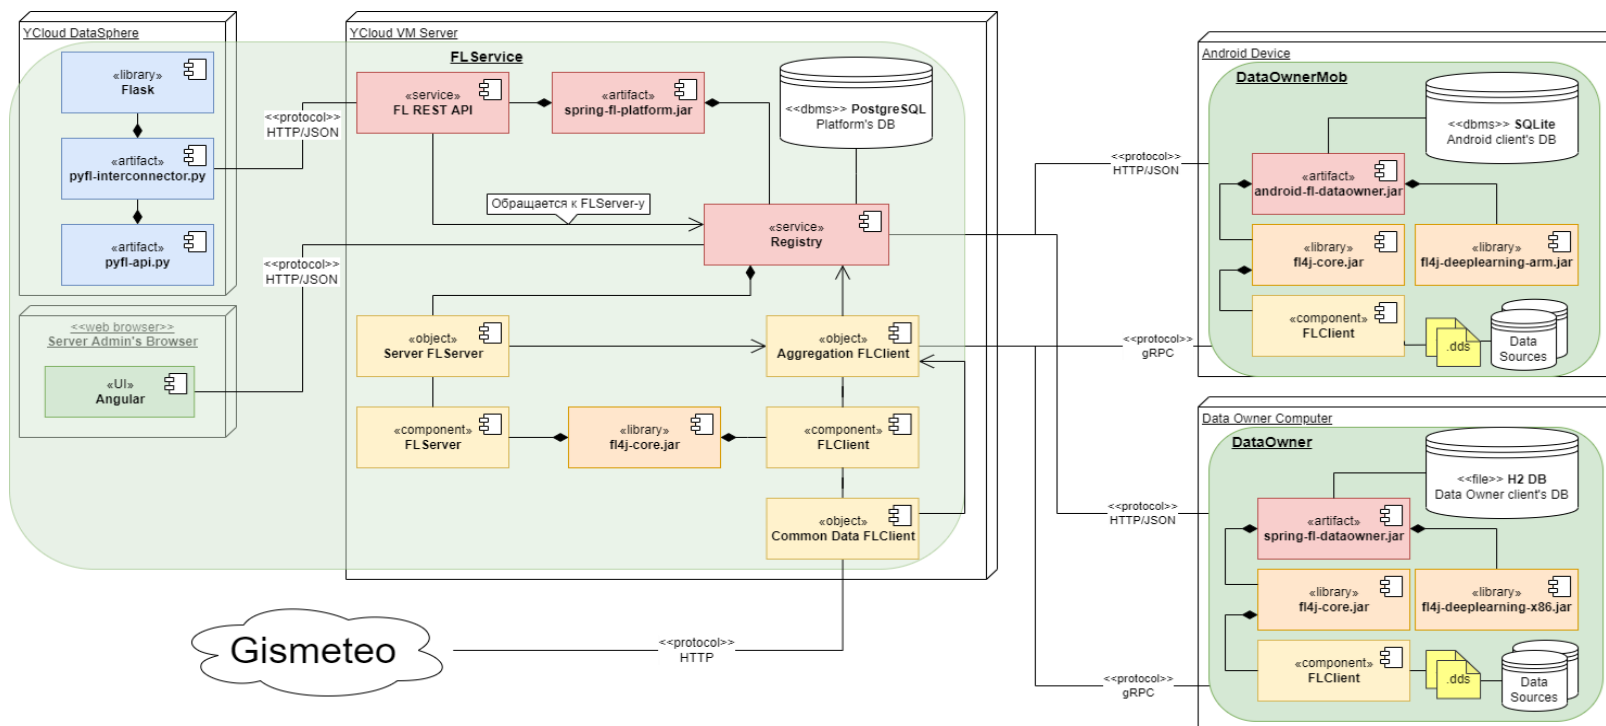 YCloud DataSphere
«library»
Flask
«artifact»
pyfl-interconnector.py
«artifact»
pyfl-api.py
<<web browser>>
Server Admin's Browser
«UI»
Angular
<<protocol>>
HTTP/JSON
<<protocol>>
HTTP/JSON
YCloud VM Server
FLService
«service»
FL REST API
«artifact»
spring-fl-platform.jar
<<dbms>> PostgreSQL
Platform's DB
Обращается к FLServer-у
«service»
Registry
«object»
Server FLServer
«object»
Aggregation FLClient
«component»
FLServer
«library»
fl4j-core.jar
«component»
FLClient
«object»
Common Data FLClient
Gismeteo
<<protocol>>
HTTP
<<protocol>>
HTTP/JSON
<<protocol>>
gRPC
<<protocol>>
HTTP/JSON
<<protocol>>
gRPC
Android Device
DataOwnerMob
<<dbms>> SQLite
Android client's DB
«artifact»
android-fl-dataowner.jar
«library»
fl4j-core.jar
«library»
fl4j-deeplearning-arm.jar
«component»
FLClient
.dds
Data
Sources
Data Owner Computer
DataOwner
<<file>> H2 DB
Data Owner client's DB
«artifact»
spring-fl-dataowner.jar
«library»
fl4j-core.jar
«library»
fl4j-deeplearning-x86.jar
«component»
FLClient
.dds
Data
Sources